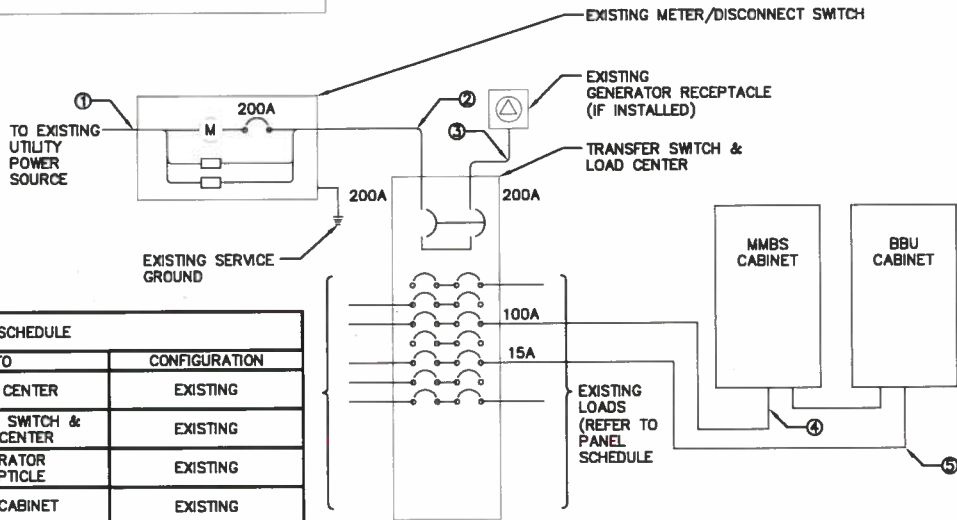 EXISTING METER/DISCONNECT SWITCH
①
TO EXISTING
UTILITY
POWER
SOURCE
200A
M
②
③
EXISTING
GENERATOR RECEPTACLE
(IF INSTALLED)
TRANSFER SWITCH &
LOAD CENTER
200A
200A
EXISTING SERVICE
GROUND
100A
15A
EXISTING
LOADS
(REFER TO
PANEL
SCHEDULE
MMBS
CABINET
BBU
CABINET
④
⑤
SCHEDULE
TO
CONFIGURATION
CENTER
EXISTING
SWITCH &
CENTER
EXISTING
RATOR
PTICLE
EXISTING
CABINET
EXISTING